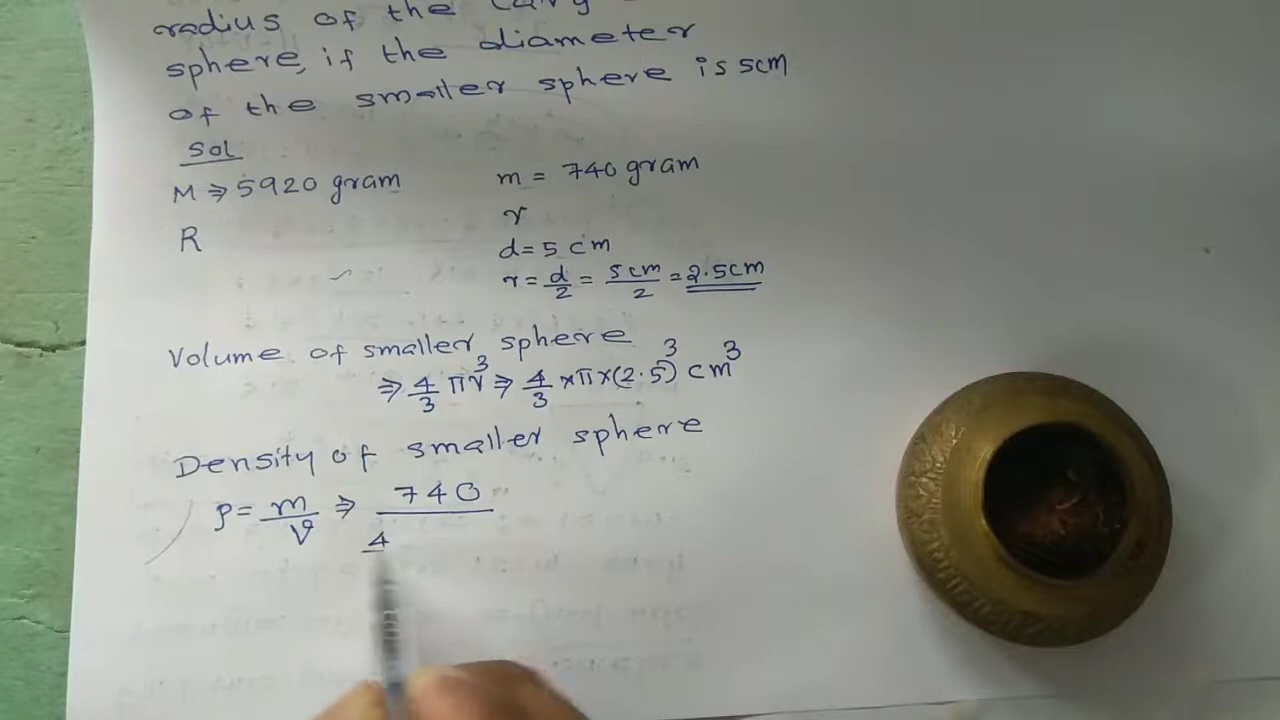 radius of the
sphere, if the diameter
of the smaller sphere is 5cm
Sol
M ⇒ 5920 gram m = 740 gram
R r
d = 5 cm
r = d/2 = 5cm/2 = 2.5cm
Volume of smaller sphere
⇒ 4/3 πr³ ⇒ 4/3 ×π×(2.5)³ cm³
Density of smaller sphere
ρ = m/V ⇒ 740/4